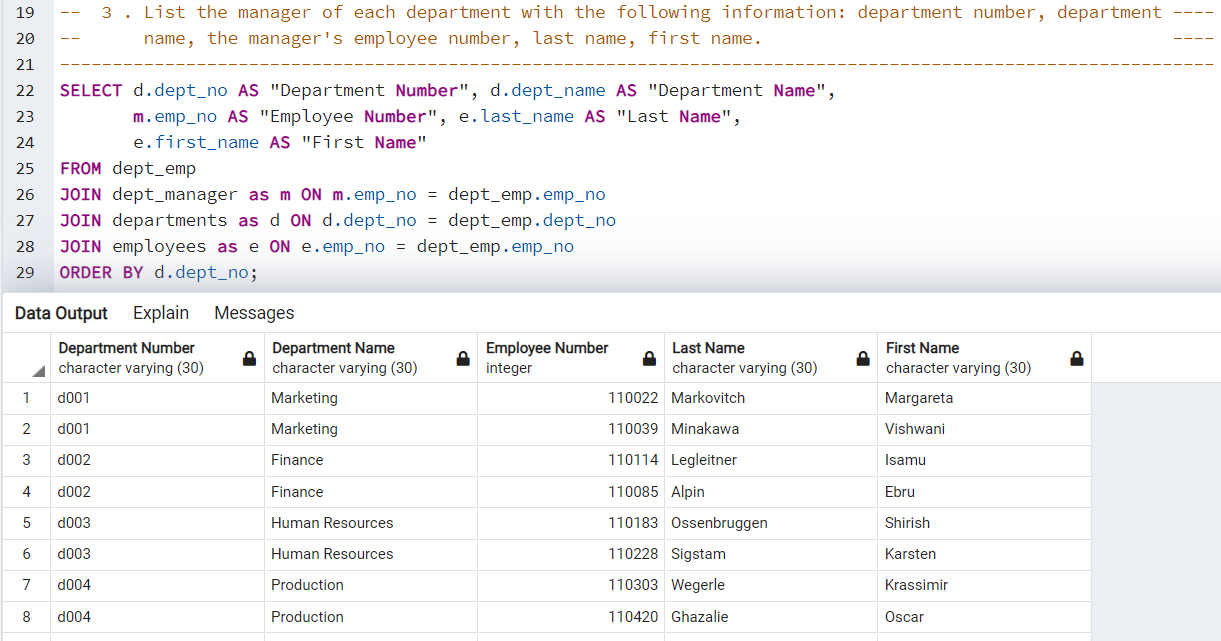 19 --  3 . List the manager of each department with the following information: department number, department ----
20 --      name, the manager's employee number, last name, first name.                                       ----
21 --------------------------------------------------------------------------------------------------------------
22 SELECT d.dept_no AS "Department Number", d.dept_name AS "Department Name",
23        m.emp_no AS "Employee Number", e.last_name AS "Last Name",
24        e.first_name AS "First Name"
25 FROM dept_emp
26 JOIN dept_manager as m ON m.emp_no = dept_emp.emp_no
27 JOIN departments as d ON d.dept_no = dept_emp.dept_no
28 JOIN employees as e ON e.emp_no = dept_emp.emp_no
29 ORDER BY d.dept_no;
Data Output Explain Messages
Department Number Department Name Employee Number Last Name First Name
character varying (30) character varying (30) integer character varying (30) character varying (30)
1 d001 Marketing 110022 Markovitch Margareta
2 d001 Marketing 110039 Minakawa Vishwani
3 d002 Finance 110114 Legleitner Isamu
4 d002 Finance 110085 Alpin Ebru
5 d003 Human Resources 110183 Ossenbruggen Shirish
6 d003 Human Resources 110228 Sigstam Karsten
7 d004 Production 110303 Wegerle Krassimir
8 d004 Production 110420 Ghazalie Oscar